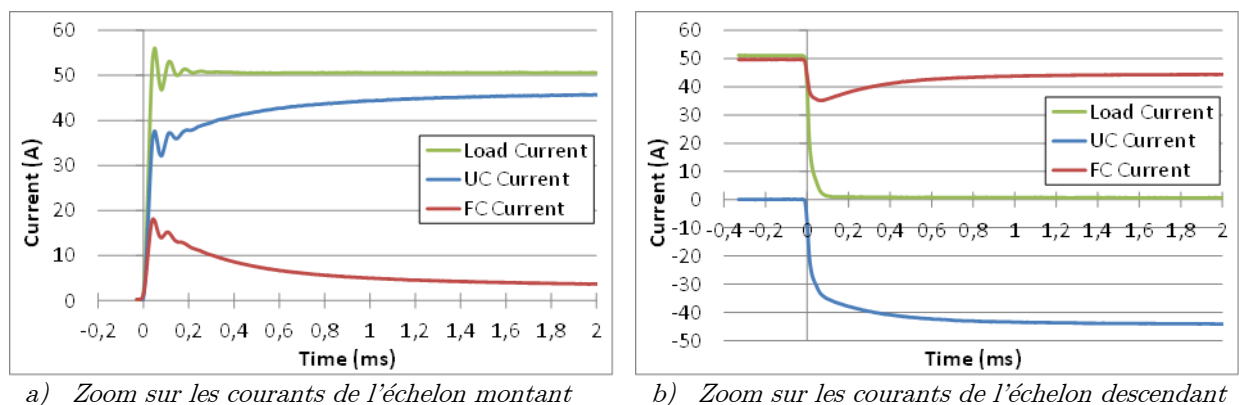 60
50
40
30
20
10
0
Current (A)
-0,2 0 0,2 0,4 0,6 0,8 1 1,2 1,4 1,6 1,8 2
Time (ms)
Load Current
UC Current
FC Current
a) Zoom sur les courants de l'échelon montant
60
50
40
30
20
10
0
-10
-20
-30
-40
-50
Current (A)
-0,4 -0,2 0 0,2 0,4 0,6 0,8 1 1,2 1,4 1,6 1,8 2
Time (ms)
Load Current
UC Current
FC Current
b) Zoom sur les courants de l'échelon descendant